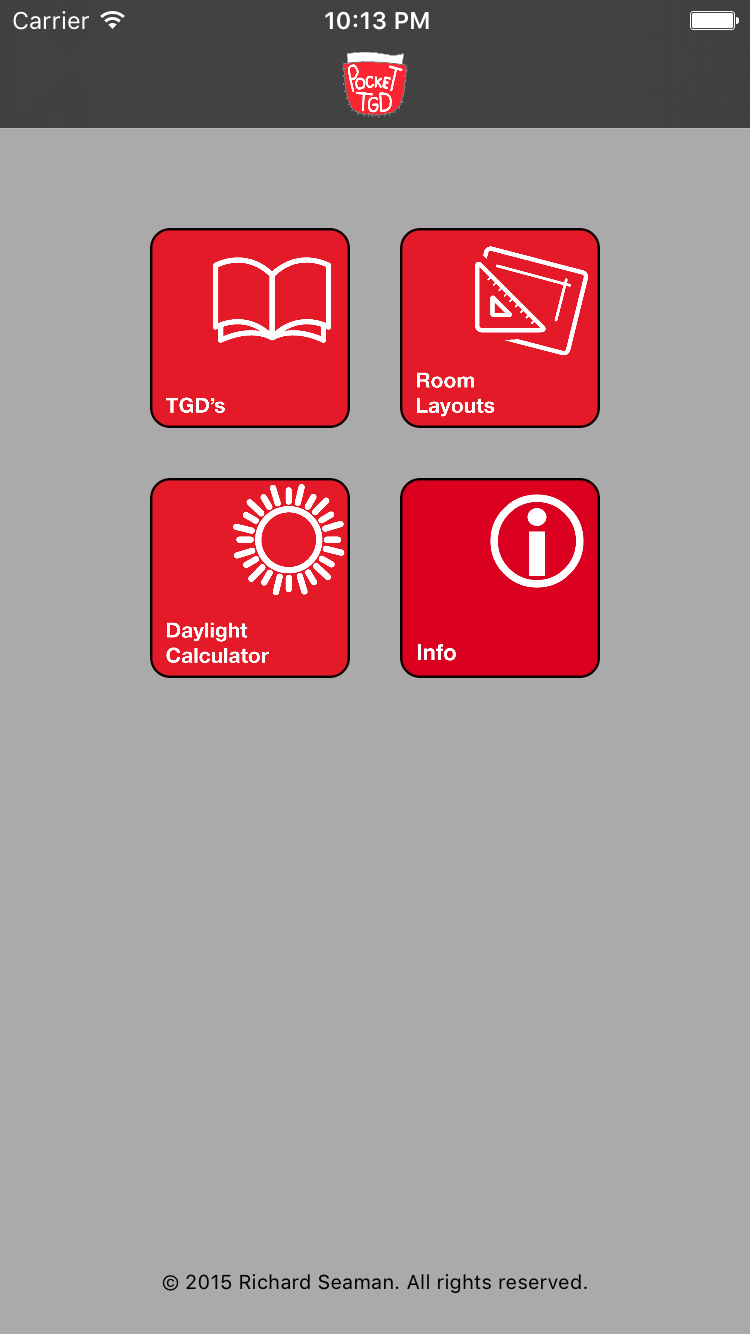 Carrier 10:13 PM
POCKET
TGD
TGD's
Room
Layouts
Daylight
Calculator
Info
© 2015 Richard Seaman. All rights reserved.